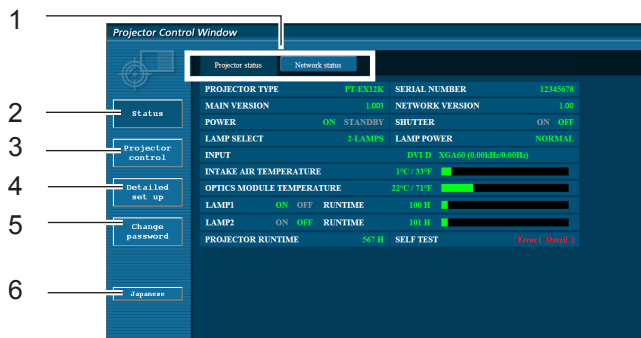 1
Projector Control Window
Projector status Network status
PROJECTOR TYPE PT-EX12K SERIAL NUMBER 12345678
2 Status
MAIN VERSION 1.003 NETWORK VERSION 1.00
POWER ON STANDBY SHUTTER ON OFF
3 Projector control
LAMP SELECT 2-LAMPS LAMP POWER NORMAL
INPUT DVI-D XGA60 (0.00kHz/0.00Hz)
INTAKE AIR TEMPERATURE 1°C / 33°F
4 Detailed set up
OPTICS MODULE TEMPERATURE 22°C / 71°F
LAMP1 ON OFF RUNTIME 100 H
5 Change password
LAMP2 ON OFF RUNTIME 101 H
PROJECTOR RUNTIME 567 H SELF TEST Error ( Detail )
6 Japanese